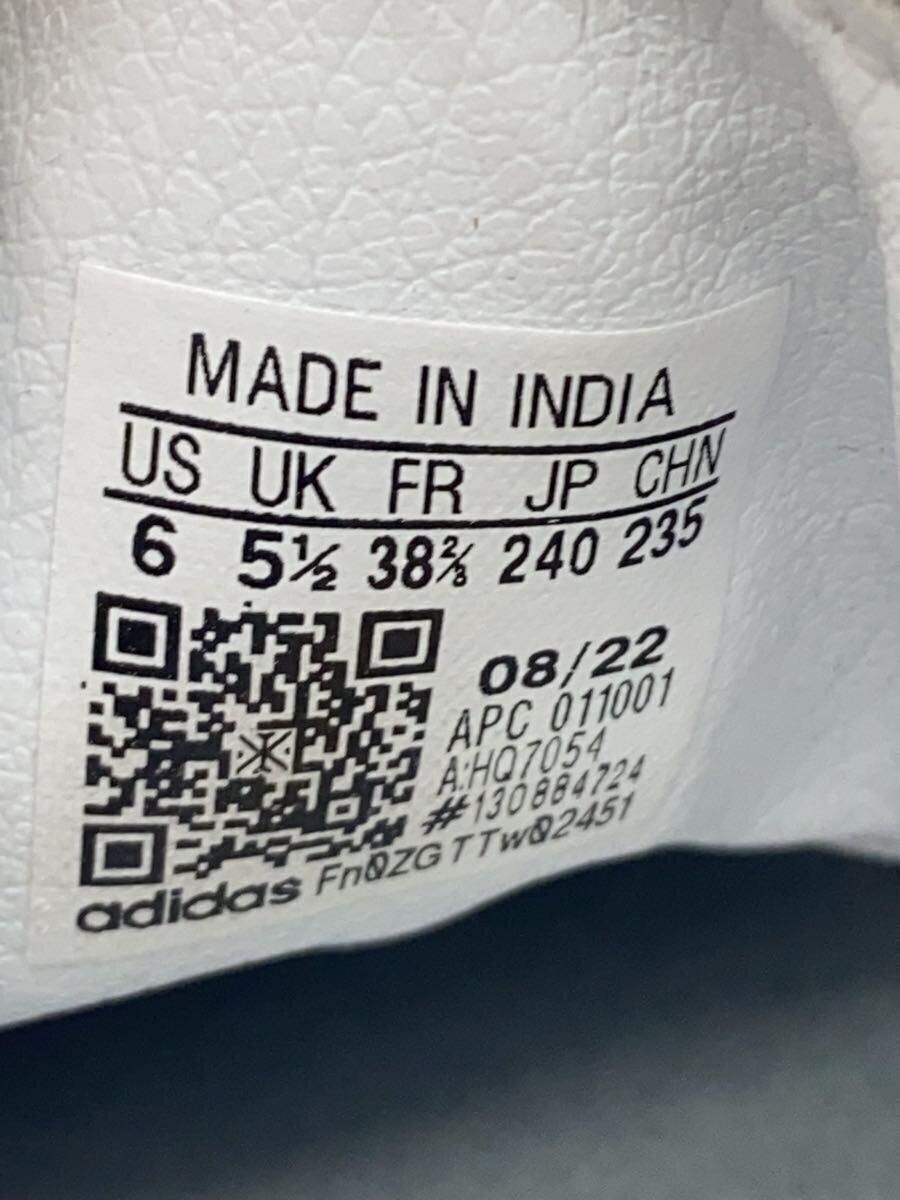 MADE IN INDIA
US UK FR JP CHN
6 5½ 38⅔ 240 235
08/22
APC 011001
A:HQ7054
#130884724
adidas FnQZGTTwQ2451